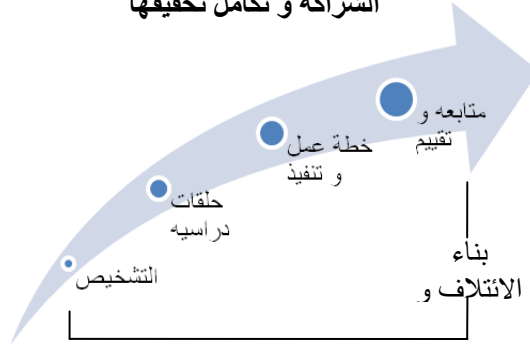 الشراكة و تكامل تحقيقها
متابعه و
تقييم
خطة عمل
و تنفيذ
حلقات
دراسيه
التشخيص
بناء
الائتلاف و